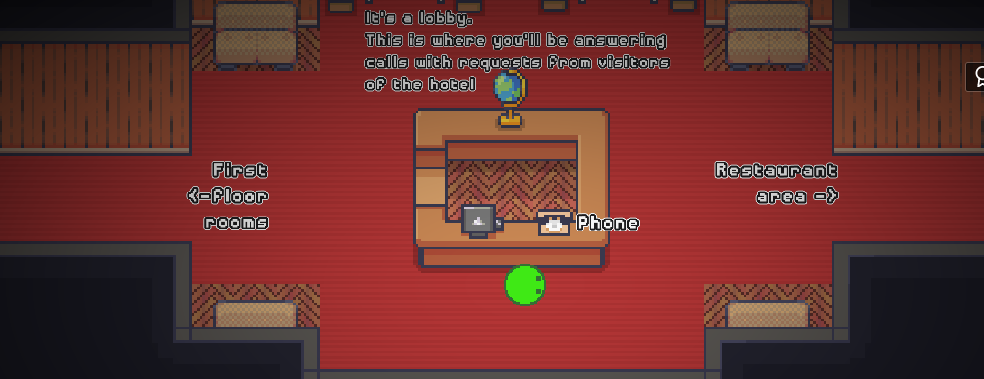 It's a lobby.
This is where you'll be answering
calls with requests from visitors
of the hotel
First
<-floor
rooms
Restaurant
area ->
Phone